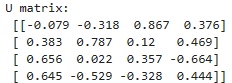 U matrix:
[[-0.079 -0.318  0.867  0.376]
[ 0.383  0.787  0.12   0.469]
[ 0.656  0.022  0.357 -0.664]
[ 0.645 -0.529 -0.328  0.444]]